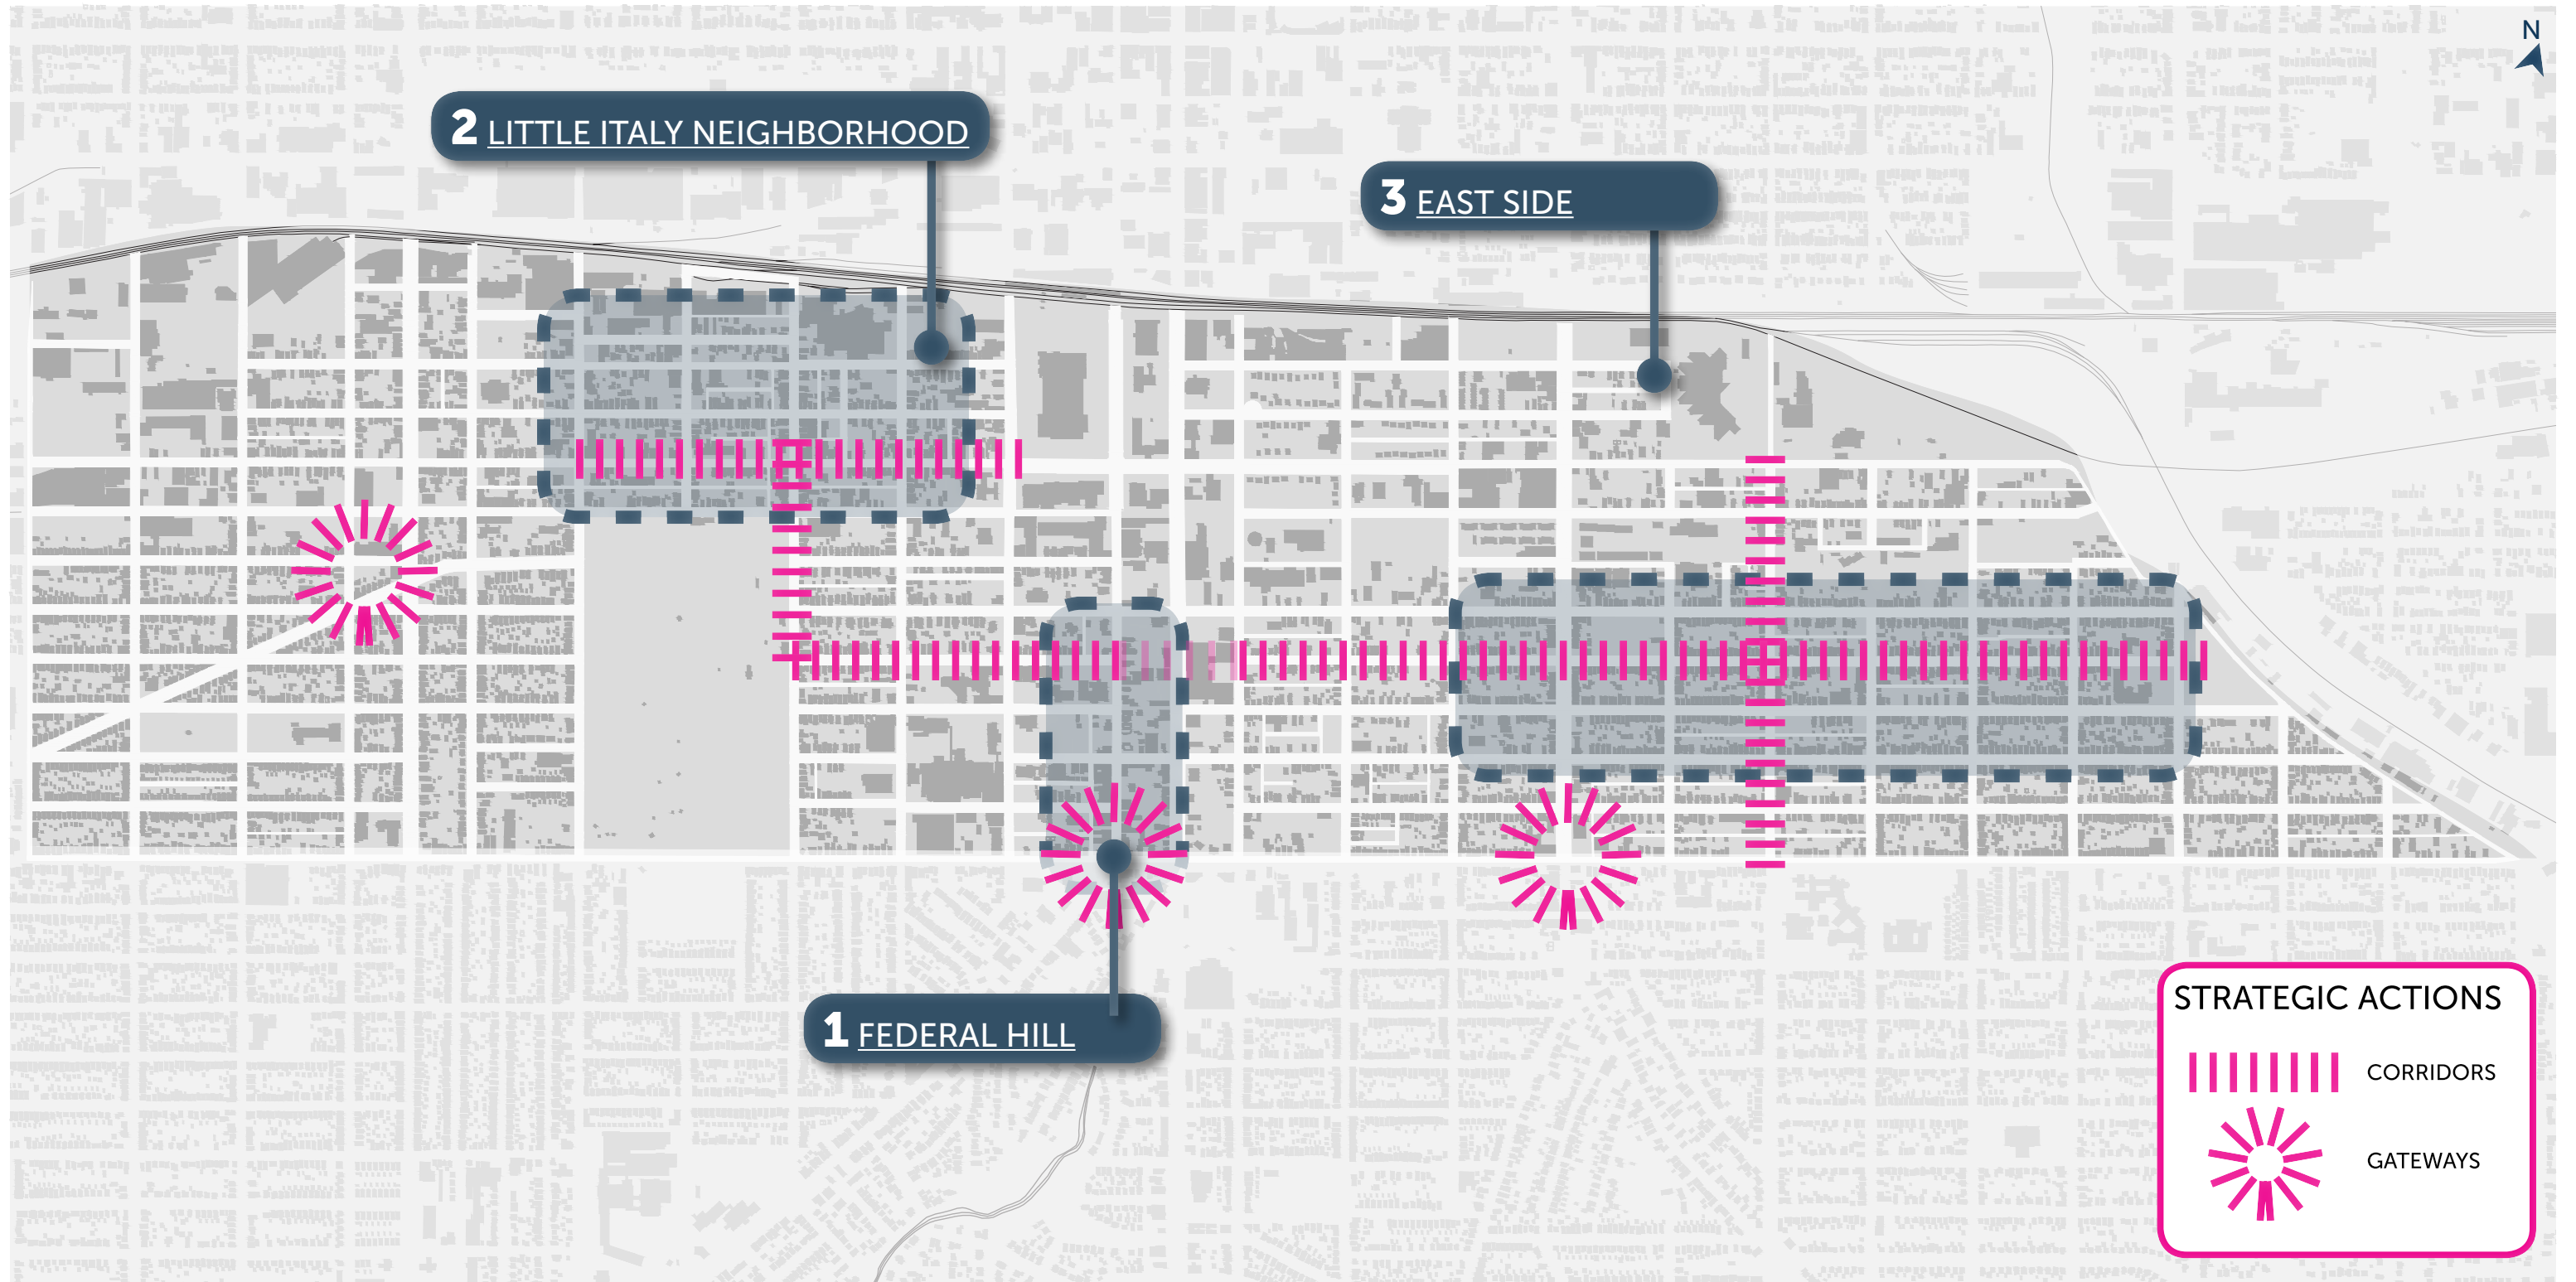 N
2 LITTLE ITALY NEIGHBORHOOD
3 EAST SIDE
1 FEDERAL HILL
STRATEGIC ACTIONS
CORRIDORS
GATEWAYS